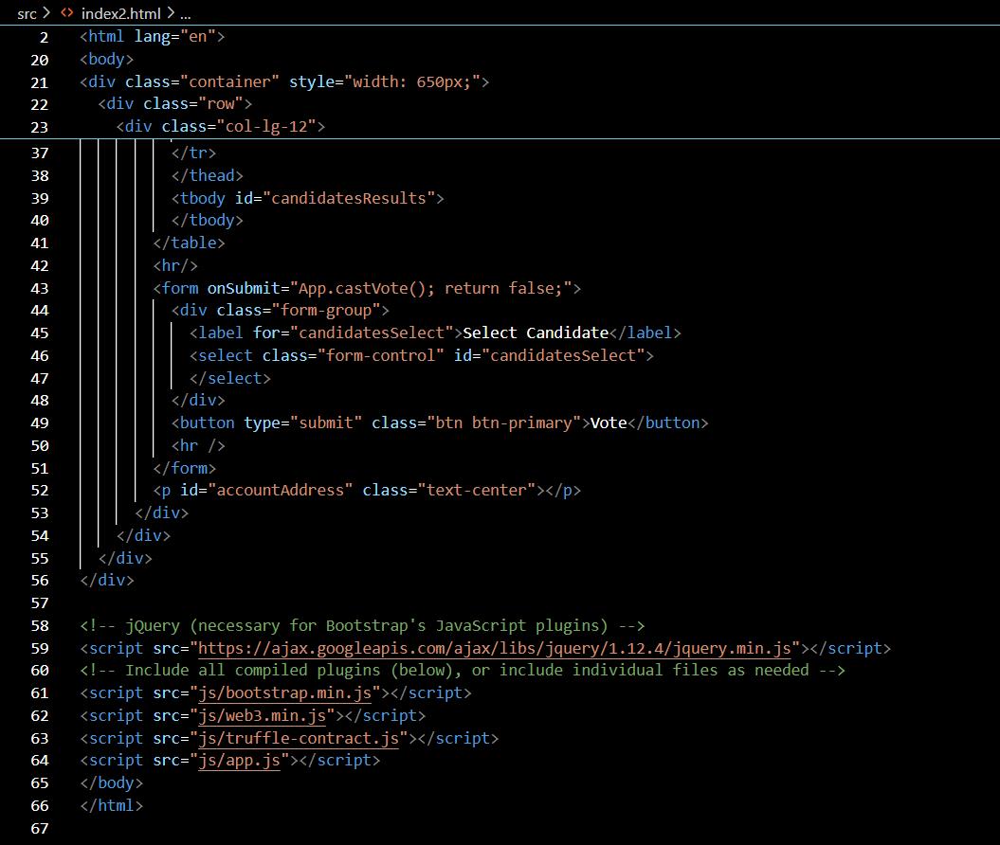 src > <> index2.html > ...
2 <html lang="en">
20 <body>
21 <div class="container" style="width: 650px;">
22 <div class="row">
23 <div class="col-lg-12">
37 </tr>
38 </thead>
39 <tbody id="candidatesResults">
40 </tbody>
41 </table>
42 <hr/>
43 <form onSubmit="App.castVote(); return false;">
44 <div class="form-group">
45 <label for="candidatesSelect">Select Candidate</label>
46 <select class="form-control" id="candidatesSelect">
47 </select>
48 </div>
49 <button type="submit" class="btn btn-primary">Vote</button>
50 <hr />
51 </form>
52 <p id="accountAddress" class="text-center"></p>
53 </div>
54 </div>
55 </div>
56 </div>
57
58 <!-- jQuery (necessary for Bootstrap's JavaScript plugins) -->
59 <script src="https://ajax.googleapis.com/ajax/libs/jquery/1.12.4/jquery.min.js"></script>
60 <!-- Include all compiled plugins (below), or include individual files as needed -->
61 <script src="js/bootstrap.min.js"></script>
62 <script src="js/web3.min.js"></script>
63 <script src="js/truffle-contract.js"></script>
64 <script src="js/app.js"></script>
65 </body>
66 </html>
67